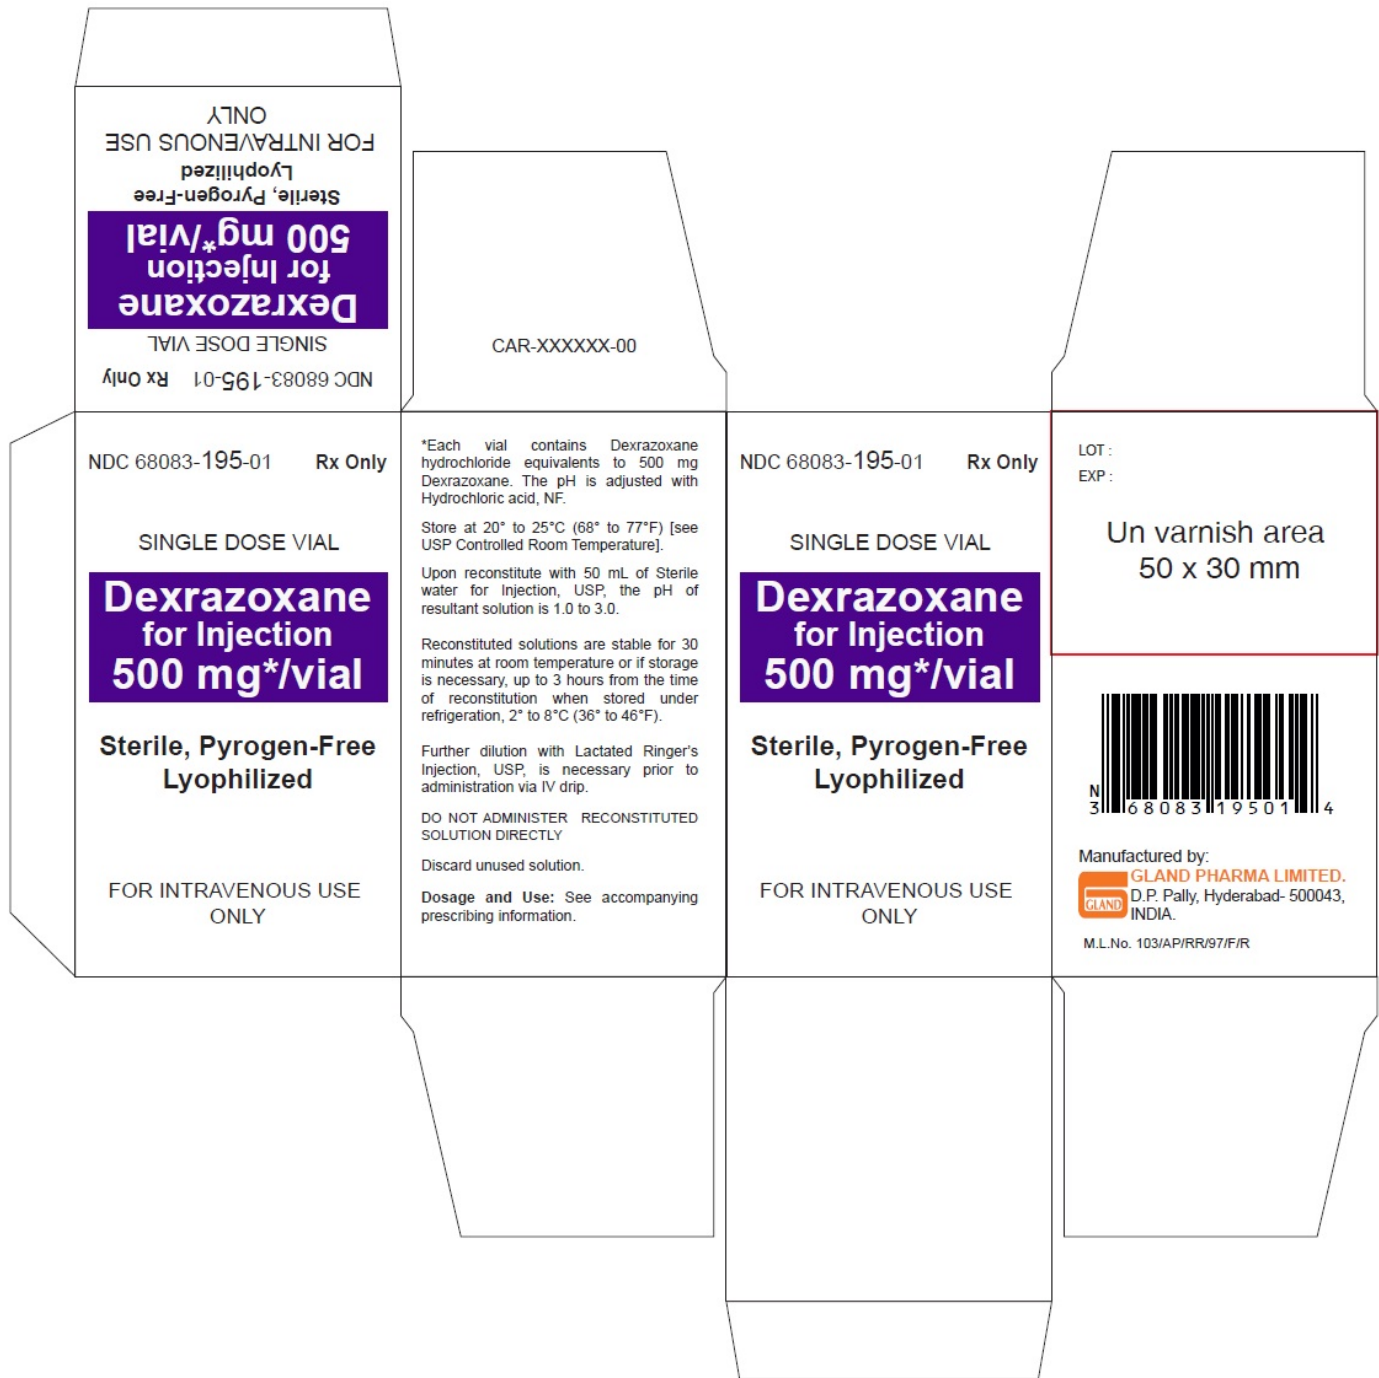 ONLY
FOR INTRAVENOUS USE
Lyophilized
Sterile, Pyrogen-Free
500 mg*/vial
for Injection
Dexrazoxane
SINGLE DOSE VIAL
NDC 68083-195-01 Rx Only
CAR-XXXXXX-00
NDC 68083-195-01 Rx Only
SINGLE DOSE VIAL
Dexrazoxane
for Injection
500 mg*/vial
Sterile, Pyrogen-Free
Lyophilized
FOR INTRAVENOUS USE
ONLY
*Each vial contains Dexrazoxane
hydrochloride equivalents to 500 mg
Dexrazoxane. The pH is adjusted with
Hydrochloric acid, NF.
Store at 20° to 25°C (68° to 77°F) [see
USP Controlled Room Temperature].
Upon reconstitute with 50 mL of Sterile
water for Injection, USP, the pH of
resultant solution is 1.0 to 3.0.
Reconstituted solutions are stable for 30
minutes at room temperature or if storage
is necessary, up to 3 hours from the time
of reconstitution when stored under
refrigeration, 2° to 8°C (36° to 46°F).
Further dilution with Lactated Ringer's
Injection, USP, is necessary prior to
administration via IV drip.
DO NOT ADMINISTER RECONSTITUTED
SOLUTION DIRECTLY
Discard unused solution.
Dosage and Use: See accompanying
prescribing information.
NDC 68083-195-01 Rx Only
SINGLE DOSE VIAL
Dexrazoxane
for Injection
500 mg*/vial
Sterile, Pyrogen-Free
Lyophilized
FOR INTRAVENOUS USE
ONLY
LOT :
EXP :
Un varnish area
50 x 30 mm
N
3 68083 19501 4
Manufactured by:
GLAND PHARMA LIMITED.
GLAND
D.P. Pally, Hyderabad- 500043,
INDIA.
M.L.No. 103/AP/RR/97/F/R